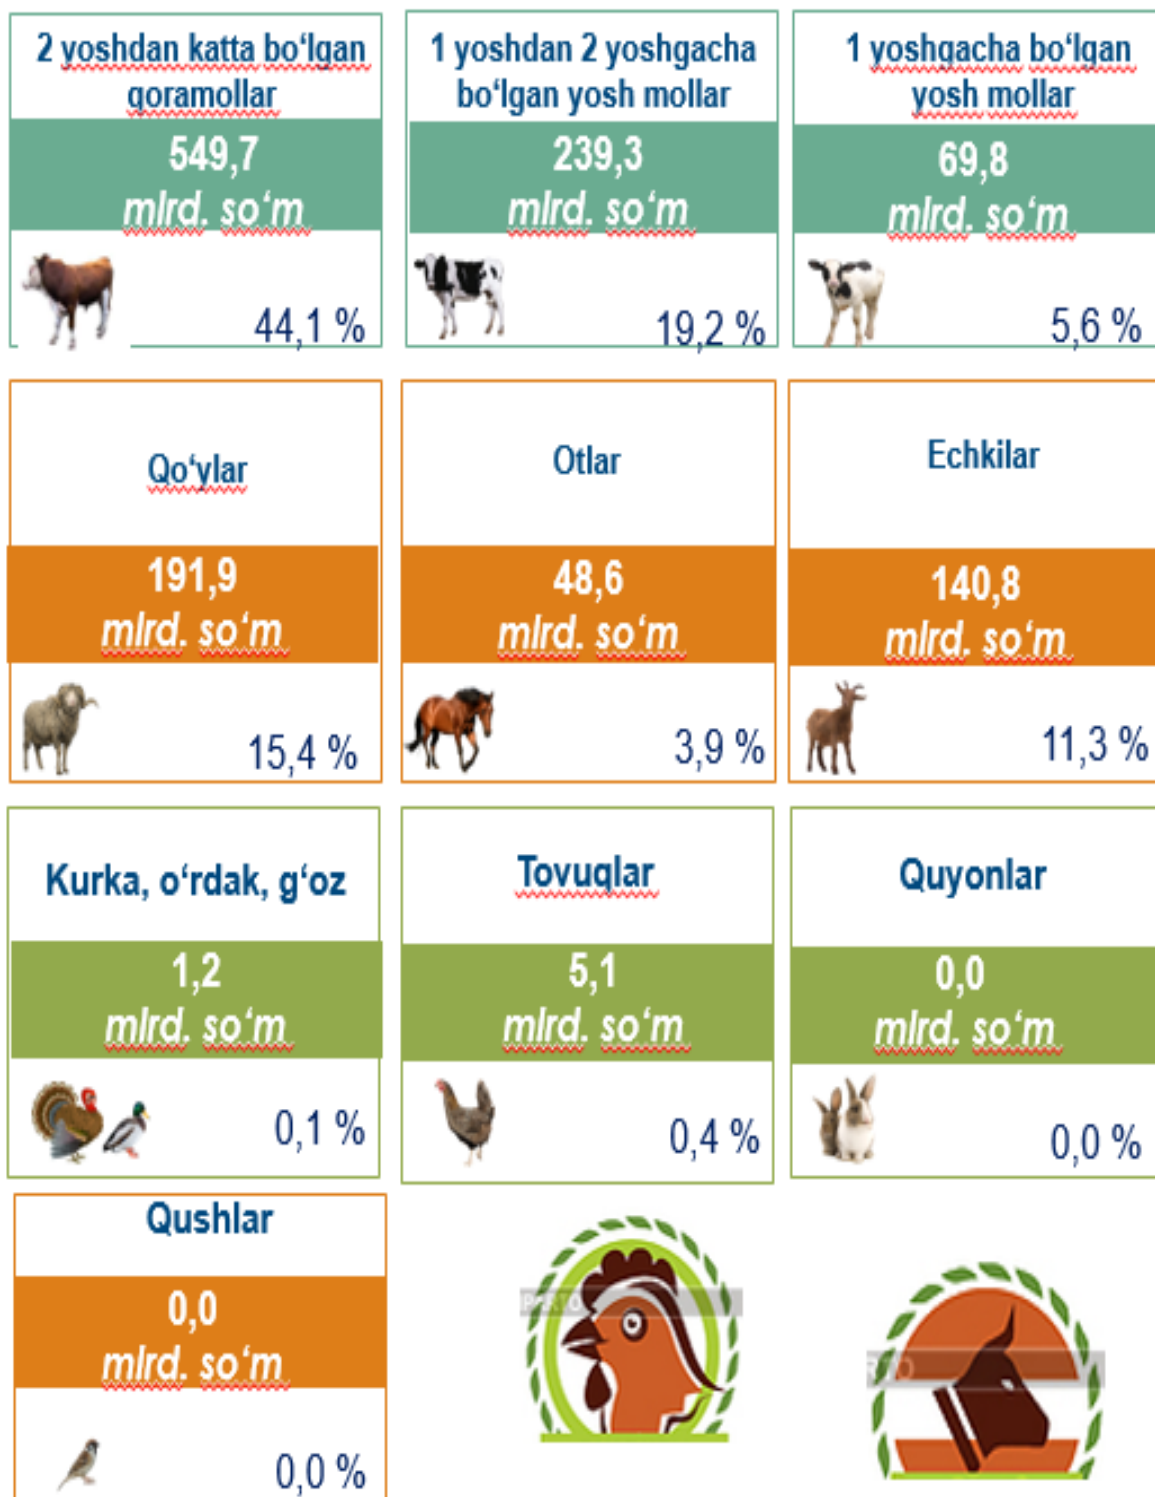 2 yoshdan katta bo‘lgan
qoramollar
549,7
mlrd. so‘m
44,1 %
1 yoshdan 2 yoshgacha
bo‘lgan yosh mollar
239,3
mlrd. so‘m
19,2 %
1 yoshgacha bo‘lgan
yosh mollar
69,8
mlrd. so‘m
5,6 %
Qo‘ylar
191,9
mlrd. so‘m
15,4 %
Otlar
48,6
mlrd. so‘m
3,9 %
Echkilar
140,8
mlrd. so‘m
11,3 %
Kurka, o‘rdak, g‘oz
1,2
mlrd. so‘m
0,1 %
Tovuqlar
5,1
mlrd. so‘m
0,4 %
Quyonlar
0,0
mlrd. so‘m
0,0 %
Qushlar
0,0
mlrd. so‘m
0,0 %